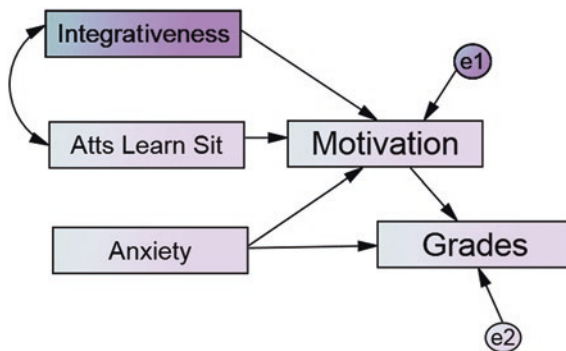 Integrativeness
e1
Atts Learn Sit
Motivation
Anxiety
Grades
e2